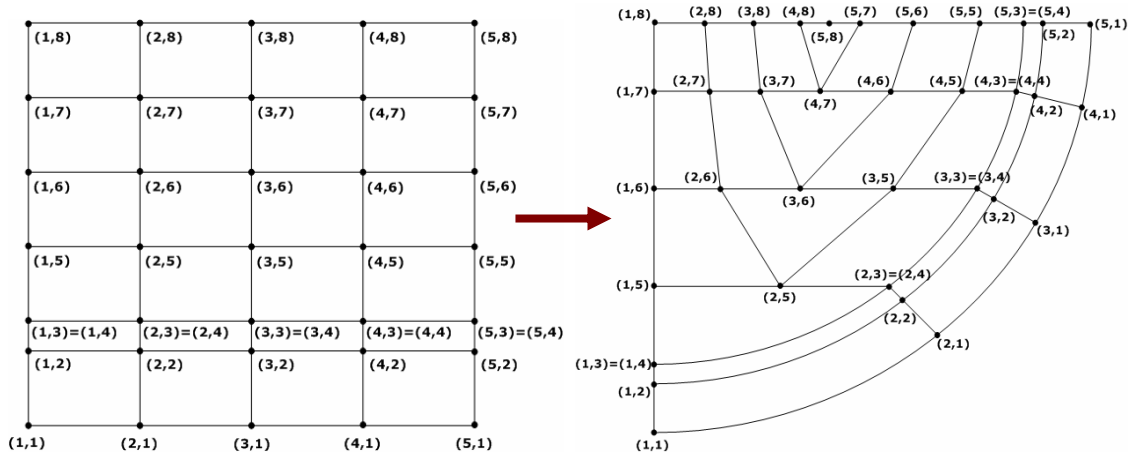 (1,8) (2,8) (3,8) (4,8) (5,8)
(1,7) (2,7) (3,7) (4,7) (5,7)
(1,6) (2,6) (3,6) (4,6) (5,6)
(1,5) (2,5) (3,5) (4,5) (5,5)
(1,3)=(1,4) (2,3)=(2,4) (3,3)=(3,4) (4,3)=(4,4) (5,3)=(5,4)
(1,2) (2,2) (3,2) (4,2) (5,2)
(1,1) (2,1) (3,1) (4,1) (5,1)
(1,8) (2,8) (3,8) (4,8) (5,7) (5,6) (5,5) (5,3)=(5,4) (5,1)
(5,8) (5,2)
(1,7) (2,7) (3,7) (4,7) (4,6) (4,5) (4,3)=(4,4)
(4,2) (4,1)
(1,6) (2,6) (3,6) (3,5) (3,3)=(3,4)
(3,2) (3,1)
(1,5) (2,5) (2,3)=(2,4)
(2,2) (2,1)
(1,3)=(1,4)
(1,2)
(1,1)